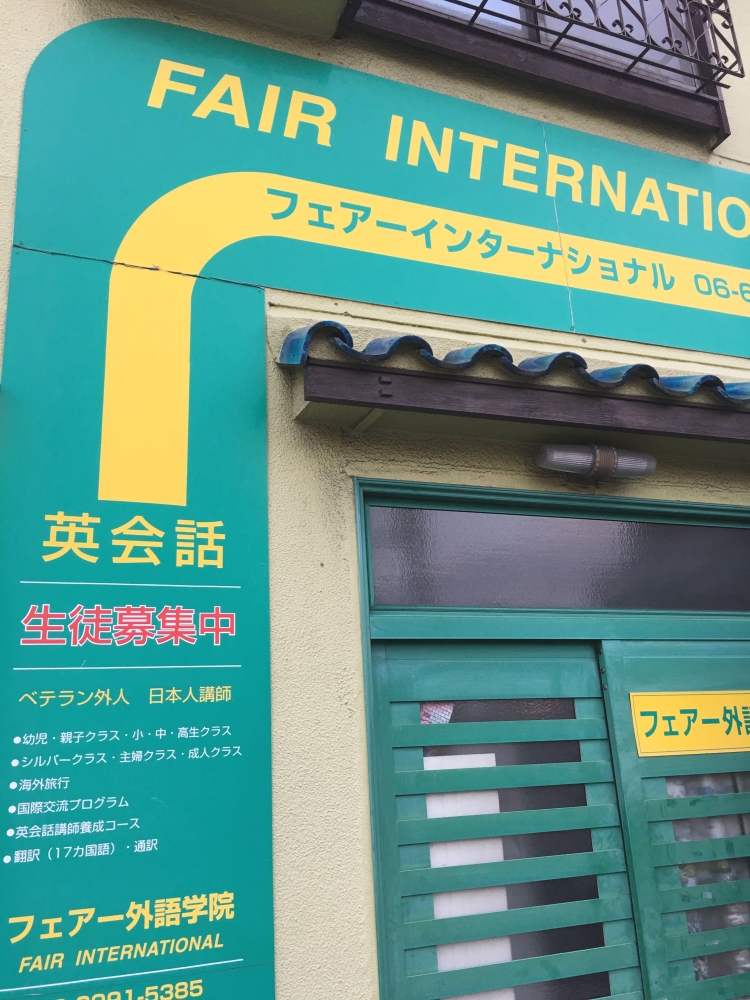 FAIR INTERNATIO
フェアーインターナショナル 06-6
英会話
生徒募集中
ベテラン外人 日本人講師
●幼児・親子クラス・小・中・高生クラス
●シルバークラス・主婦クラス・成人クラス
●海外旅行
●国際交流プログラム
●英会話講師養成コース
●翻訳（17カ国語）・通訳
フェアー外語学院
FAIR INTERNATIONAL
6991-5385
フェアー外語